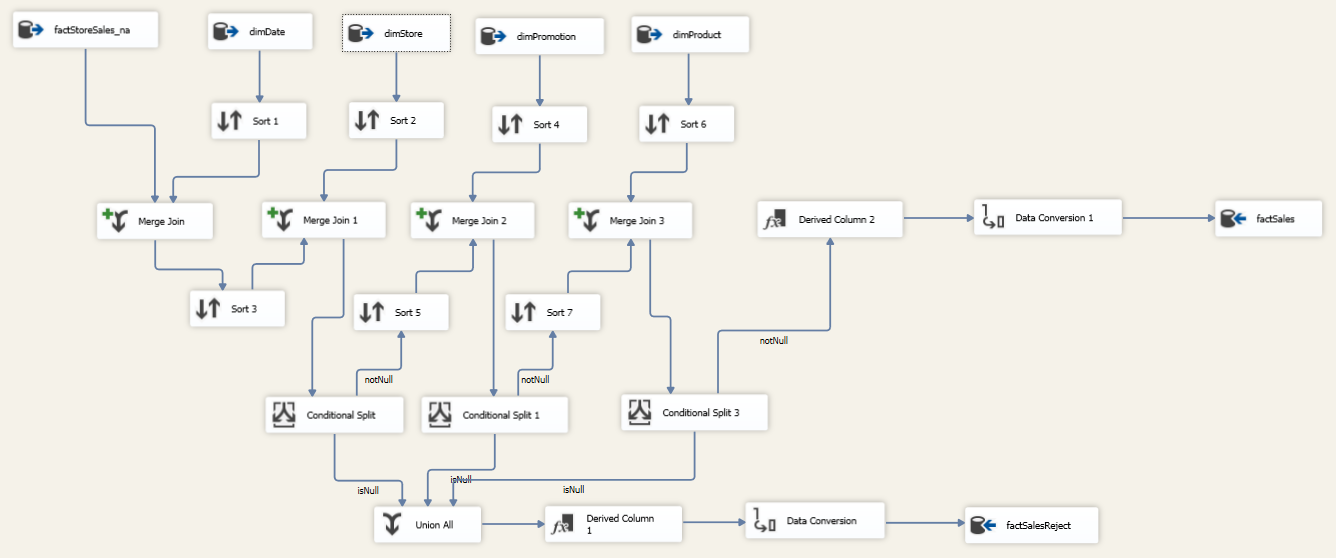 factStoreSales_na
dimDate
dimStore
dimPromotion
dimProduct
Sort 1
Sort 2
Sort 4
Sort 6
Merge Join
Merge Join 1
Merge Join 2
Merge Join 3
Derived Column 2
Data Conversion 1
factSales
Sort 3
Sort 5
Sort 7
notNull
notNull
notNull
Conditional Split
Conditional Split 1
Conditional Split 3
isNull
isNull
isNull
Union All
Derived Column
1
Data Conversion
factSalesReject